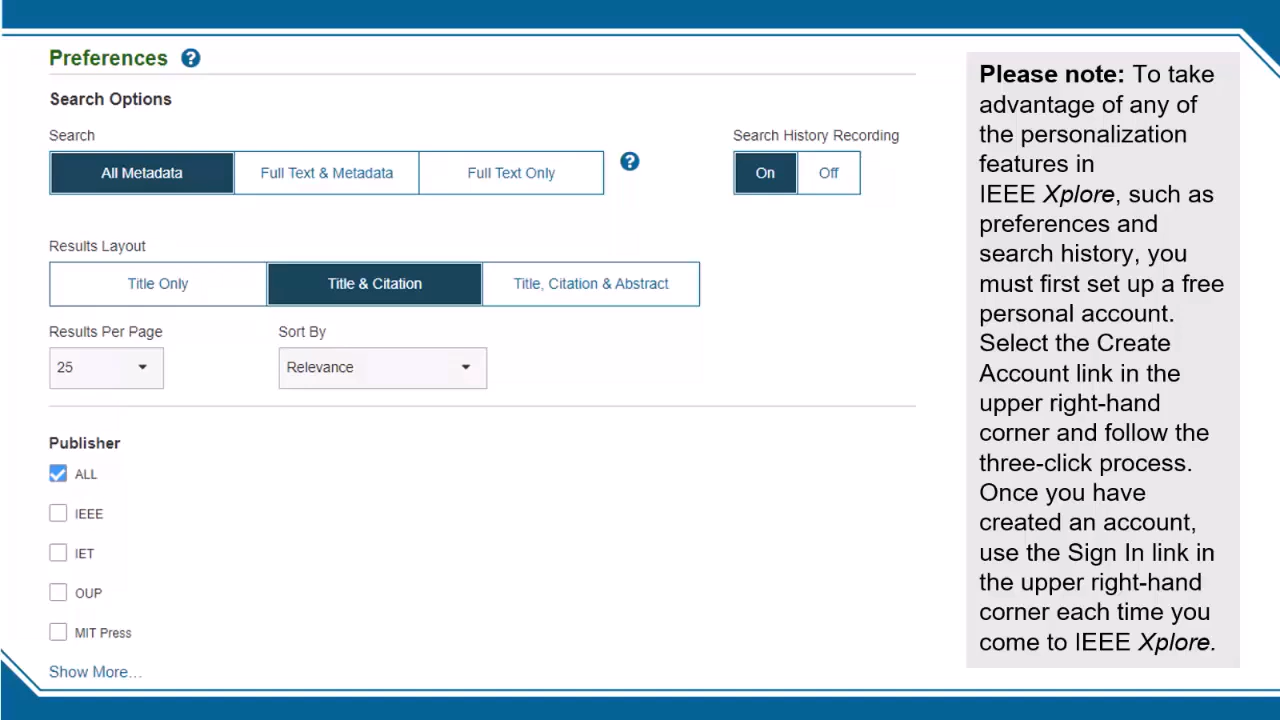 Preferences ?
Search Options
Search
Search History Recording
All Metadata
Full Text & Metadata
Full Text Only
?
On
Off
Results Layout
Title Only
Title & Citation
Title, Citation & Abstract
Results Per Page
Sort By
25
Relevance
Publisher
ALL
IEEE
IET
OUP
MIT Press
Show More...
Please note: To take
advantage of any of
the personalization
features in
IEEE Xplore, such as
preferences and
search history, you
must first set up a free
personal account.
Select the Create
Account link in the
upper right-hand
corner and follow the
three-click process.
Once you have
created an account,
use the Sign In link in
the upper right-hand
corner each time you
come to IEEE Xplore.